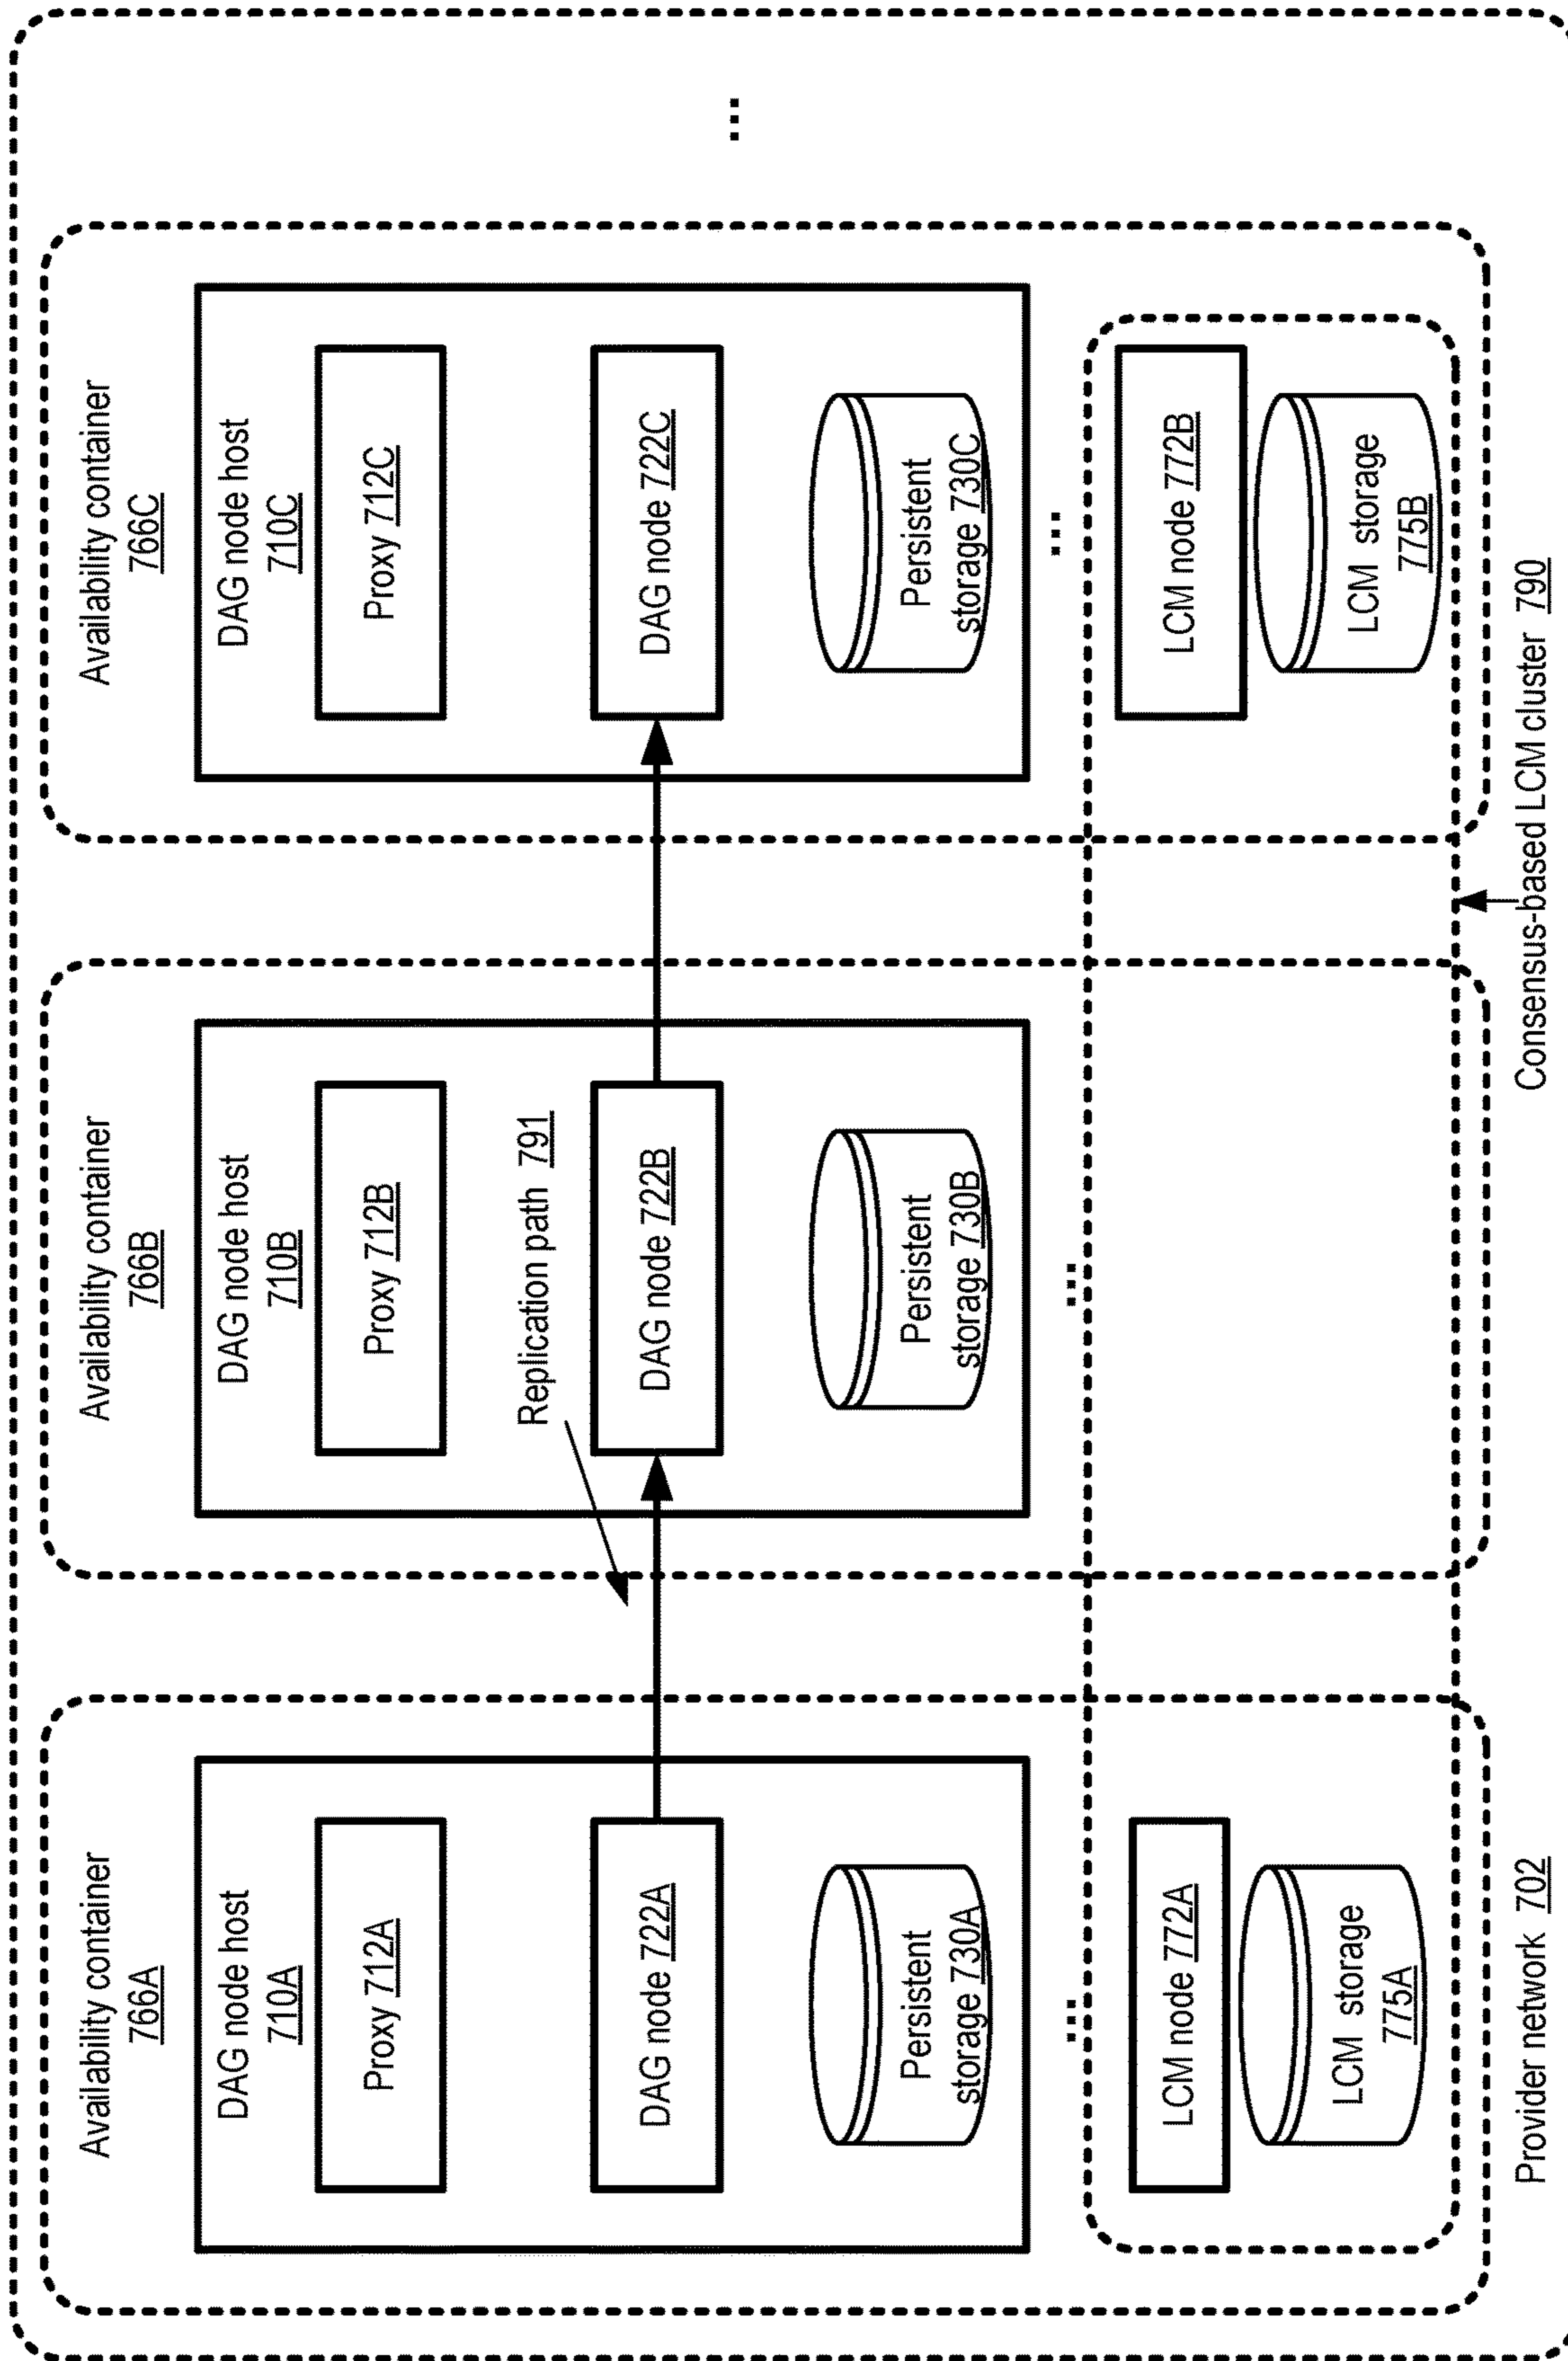 Availability container
766A
DAG node host
710A
Proxy 712A
DAG node 722A
Persistent
storage 730A
...
LCM node 772A
LCM storage
775A
Availability container
766B
DAG node host
710B
Proxy 712B
Replication path 791
DAG node 722B
Persistent
storage 730B
...
Availability container
766C
DAG node host
710C
Proxy 712C
DAG node 722C
Persistent
storage 730C
...
LCM node 772B
LCM storage
775B
...
Provider network 702
Consensus-based LCM cluster 790